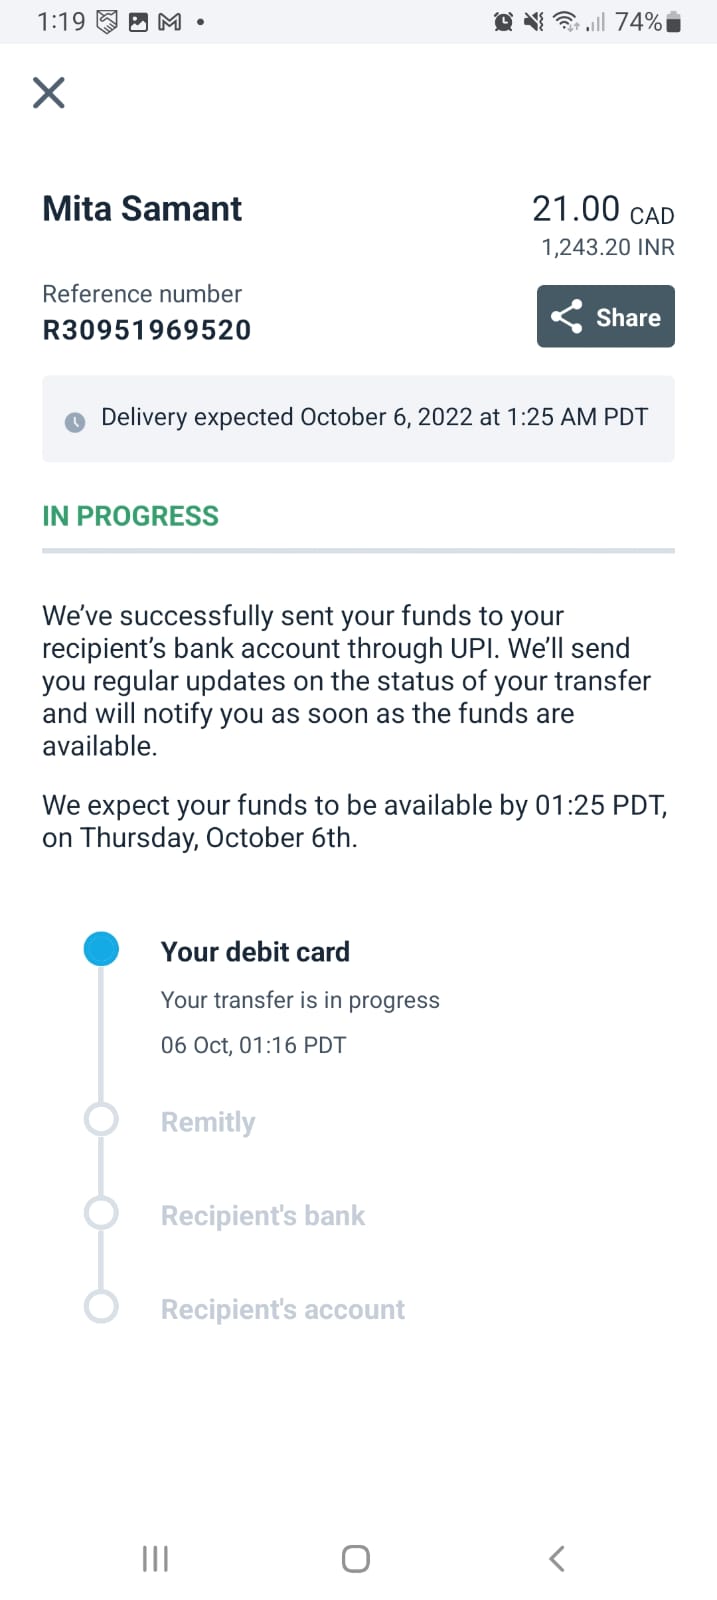 1:19
74%
Mita Samant
21.00 CAD
1,243.20 INR
Reference number
R30951969520
Share
Delivery expected October 6, 2022 at 1:25 AM PDT
IN PROGRESS
We've successfully sent your funds to your
recipient's bank account through UPI. We'll send
you regular updates on the status of your transfer
and will notify you as soon as the funds are
available.
We expect your funds to be available by 01:25 PDT,
on Thursday, October 6th.
Your debit card
Your transfer is in progress
06 Oct, 01:16 PDT
Remitly
Recipient's bank
Recipient's account